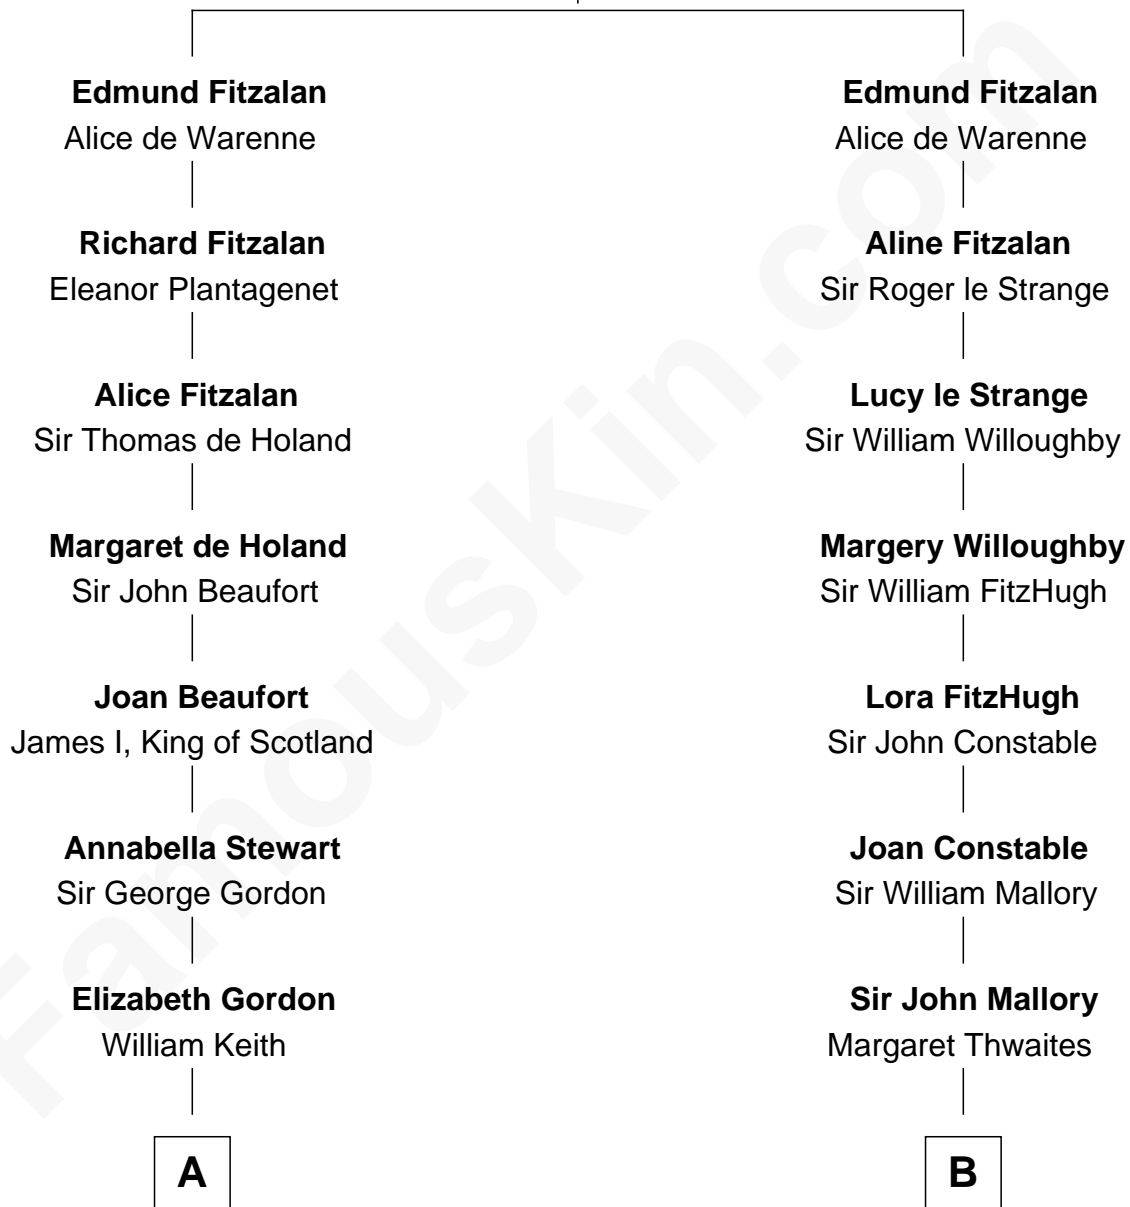 Edmund Fitzalan
Alice de Warenne
Richard Fitzalan
Eleanor Plantagenet
Alice Fitzalan
Sir Thomas de Holand
Margaret de Holand
Sir John Beaufort
Joan Beaufort
James I, King of Scotland
Annabella Stewart
Sir George Gordon
Elizabeth Gordon
William Keith
A
Edmund Fitzalan
Alice de Warenne
Aline Fitzalan
Sir Roger le Strange
Lucy le Strange
Sir William Willoughby
Margery Willoughby
Sir William FitzHugh
Lora FitzHugh
Sir John Constable
Joan Constable
Sir William Mallory
Sir John Mallory
Margaret Thwaites
B
FamousKin.com